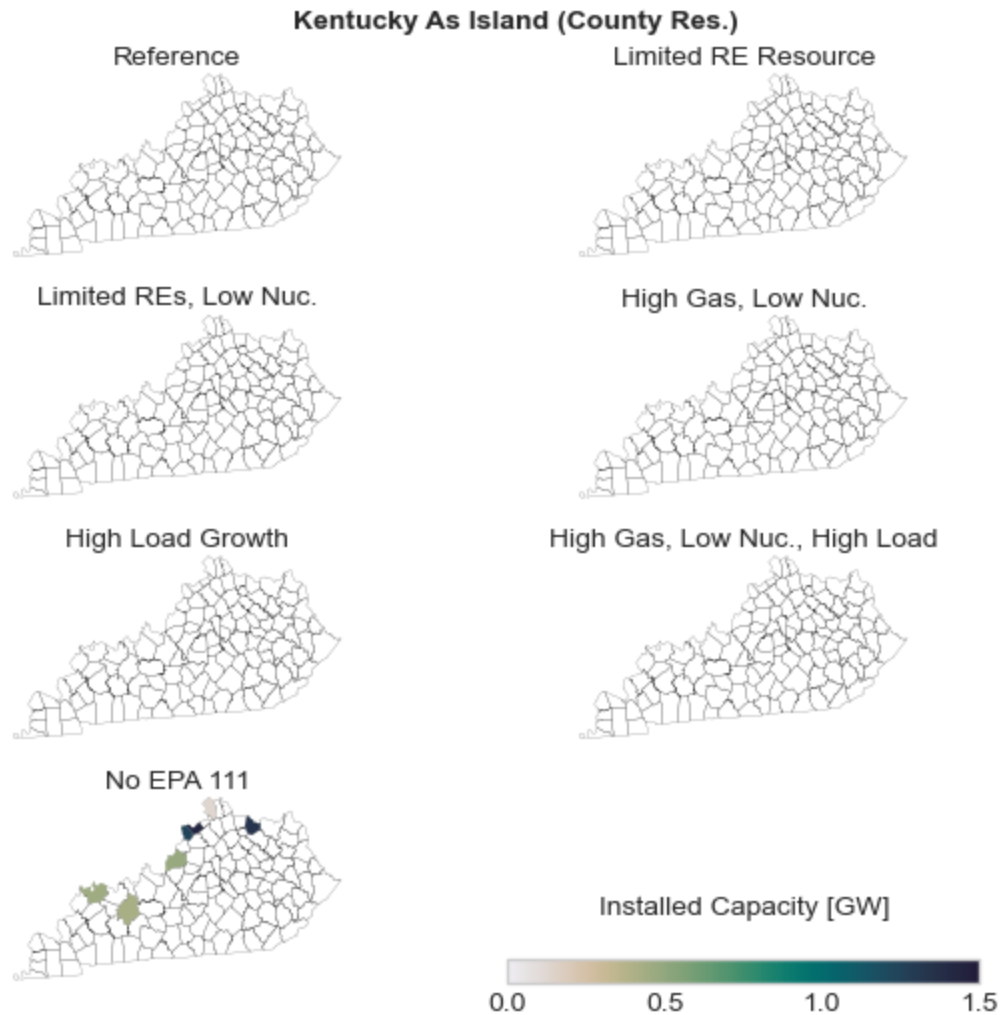 Kentucky As Island (County Res.)
Reference
Limited RE Resource
Limited REs, Low Nuc.
High Gas, Low Nuc.
High Load Growth
High Gas, Low Nuc., High Load
No EPA 111
Installed Capacity [GW]
0.0 0.5 1.0 1.5